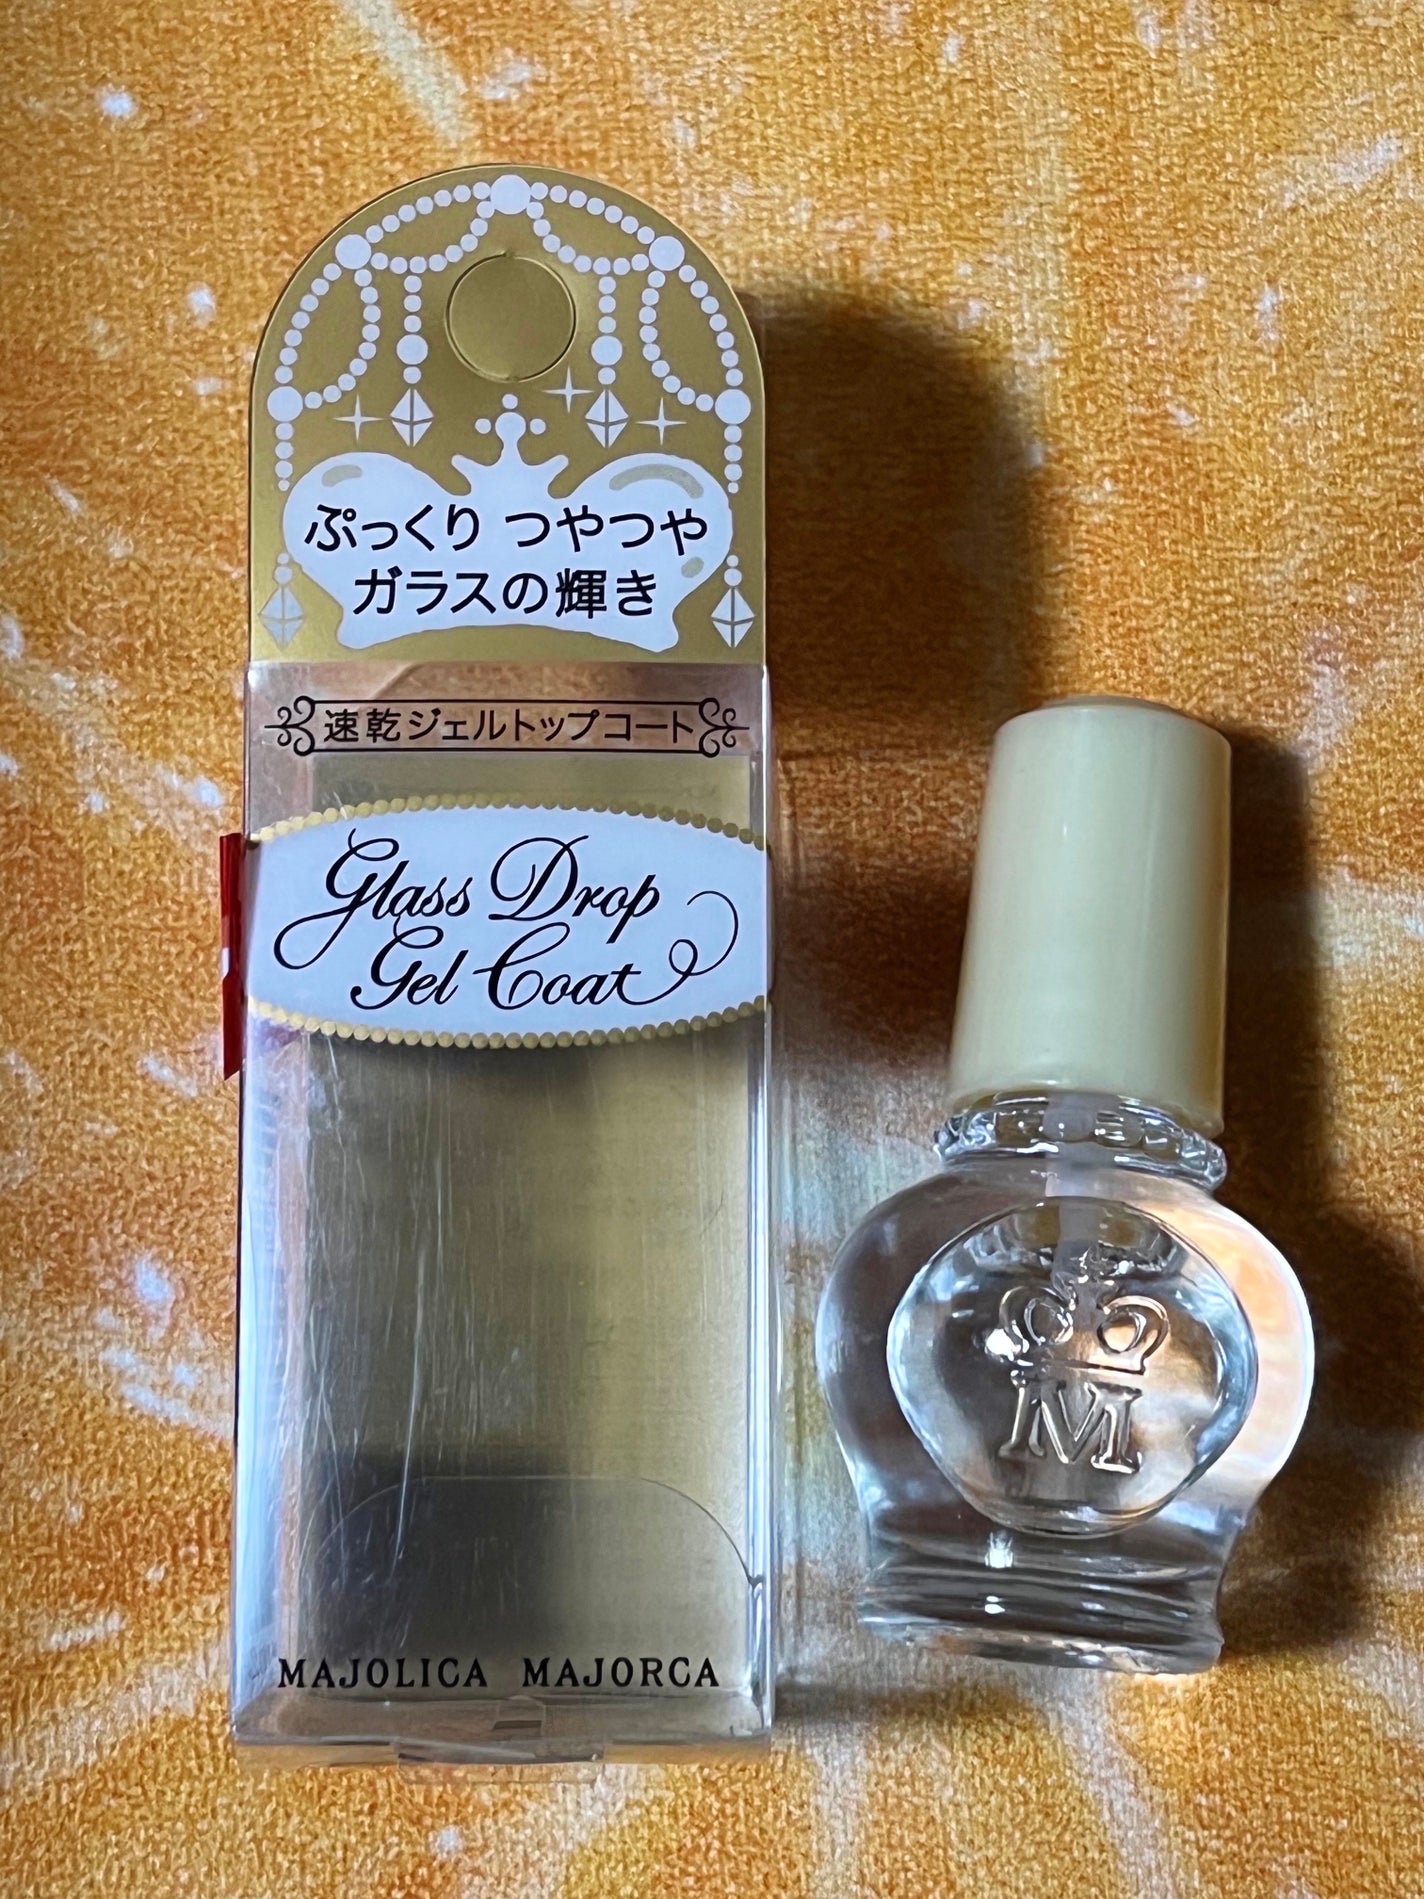 ぷっくり つやつや
ガラスの輝き
速乾ジェルトップコート
Glass Drop
Gel Coat
MAJOLICA MAJORCA
M